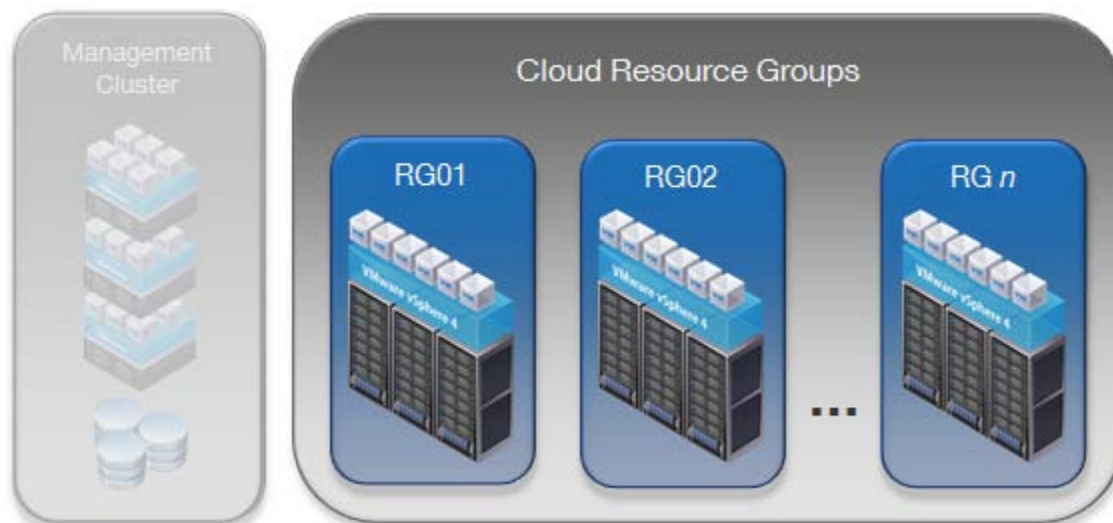 Management
Cluster
Cloud Resource Groups
RG01
RG02
RG n
VMware vSphere 4
VMware vSphere 4
VMware vSphere 4
...